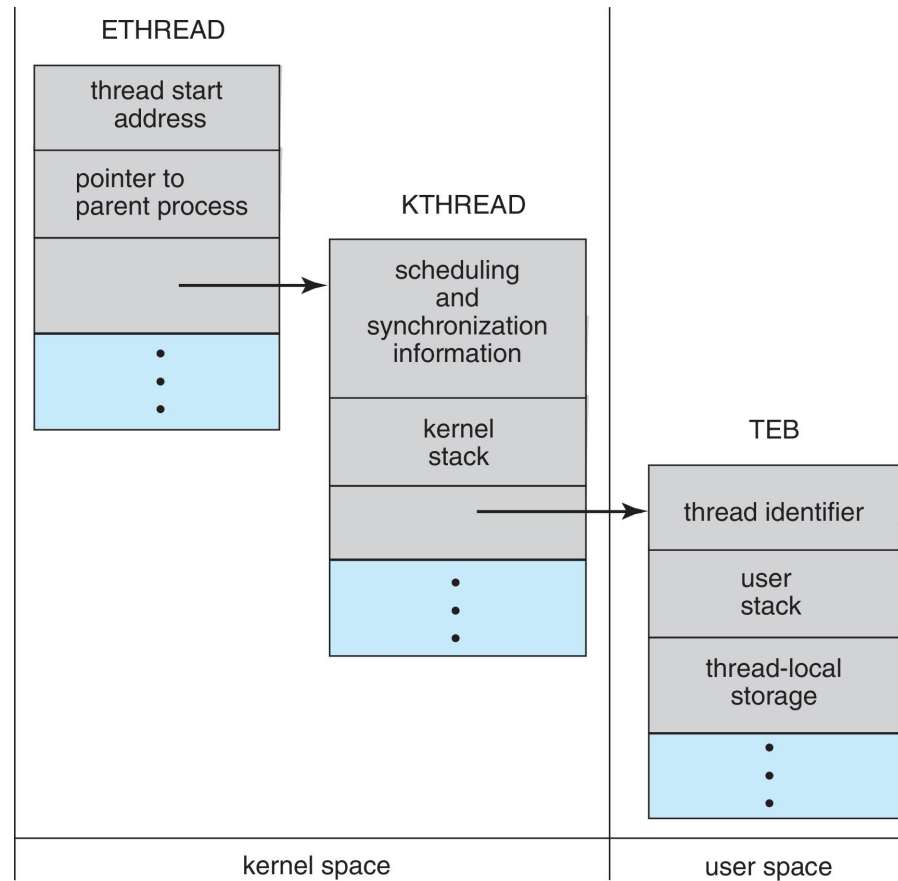 ETHREAD
thread start
address
pointer to
parent process
KTHREAD
scheduling
and
synchronization
information
kernel
stack
TEB
thread identifier
user
stack
thread-local
storage
kernel space
user space